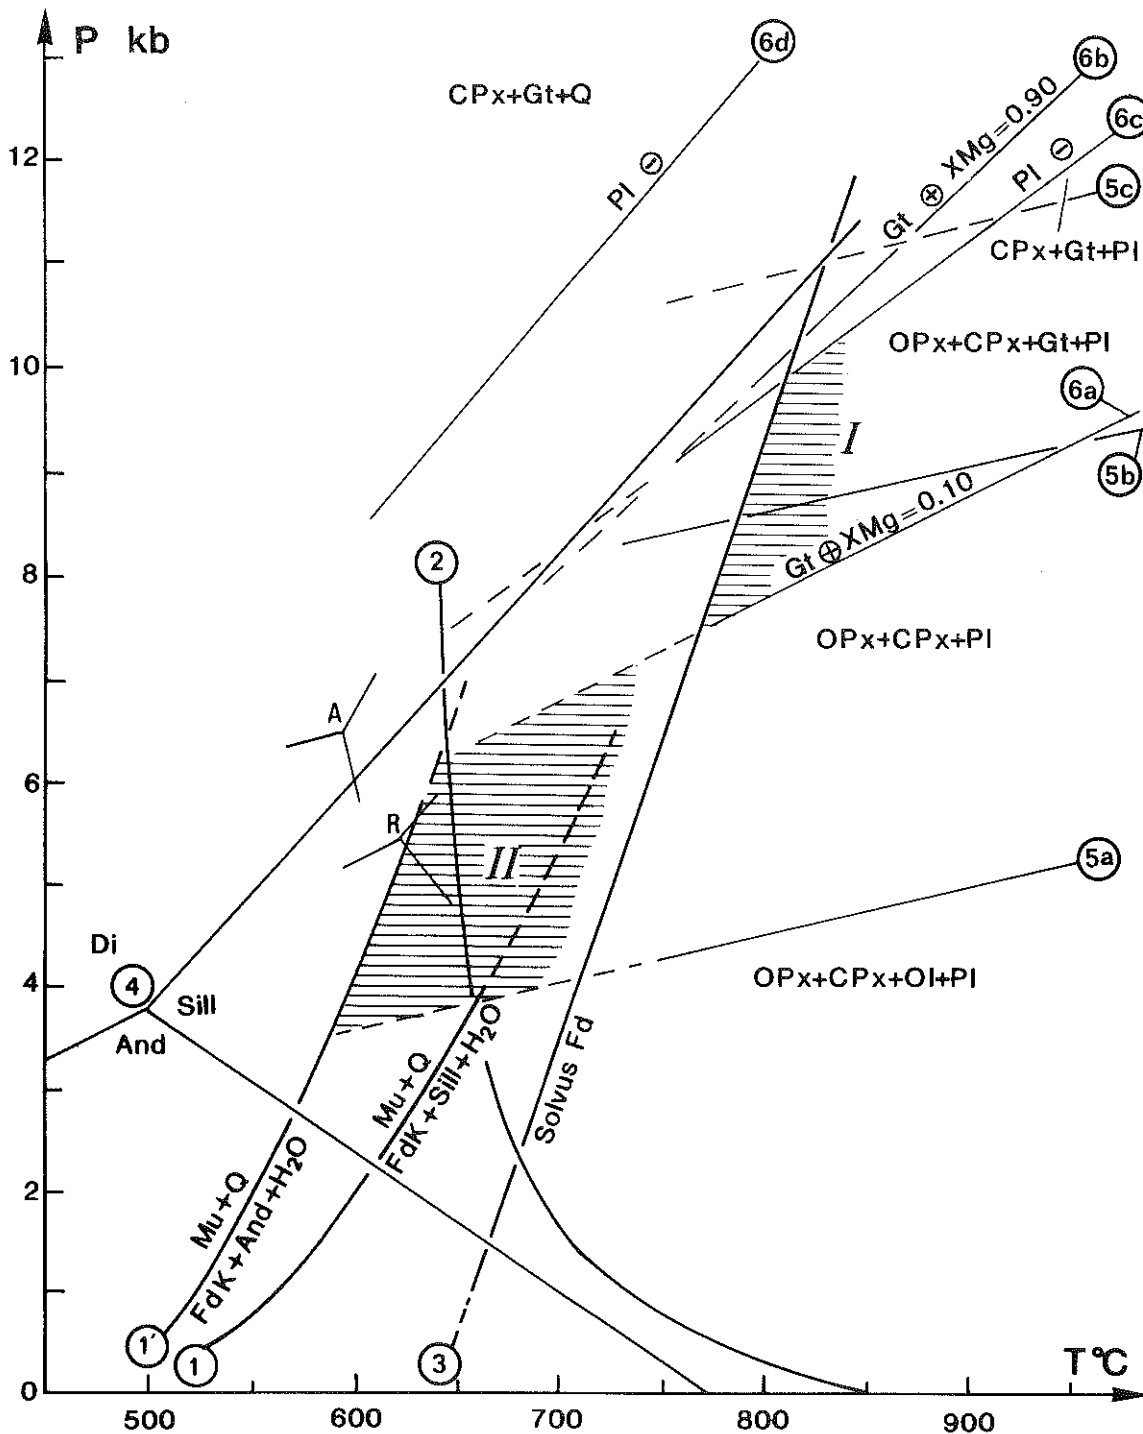 P kb
6d
6b
CPx+Gt+Q
Gt ⊕ XMg=0.90
6c
Pl ⊖
Pl ⊖
12
5c
CPx+Gt+Pl
10
OPx+CPx+Gt+Pl
6a
I
5b
Gt ⊕ XMg=0.10
2
8
OPx+CPx+Pl
A
6
R
II
5a
Di
4
4
Sill
OPx+CPx+Ol+Pl
And
Mu+Q
FdK+Sill+H2O
Solvus Fd
2
Mu+Q
FdK+And+H2O
1'
1
3
T°C
0
500
600
700
800
900